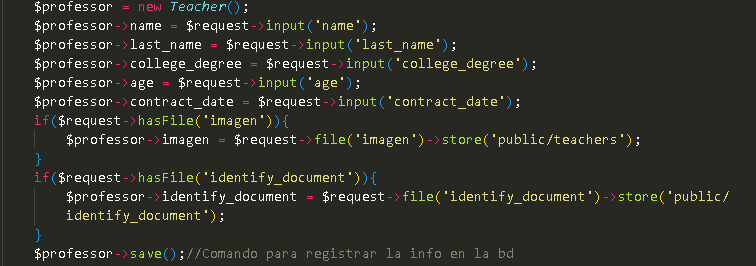 $professor = new Teacher();
$professor->name = $request->input('name');
$professor->last_name = $request->input('last_name');
$professor->college_degree = $request->input('college_degree');
$professor->age = $request->input('age');
$professor->contract_date = $request->input('contract_date');
if($request->hasFile('imagen')){
$professor->imagen = $request->file('imagen')->store('public/teachers');
}
if($request->hasFile('identify_document')){
$professor->identify_document = $request->file('identify_document')->store('public/
identify_document');
}
$professor->save();//Comando para registrar la info en la bd